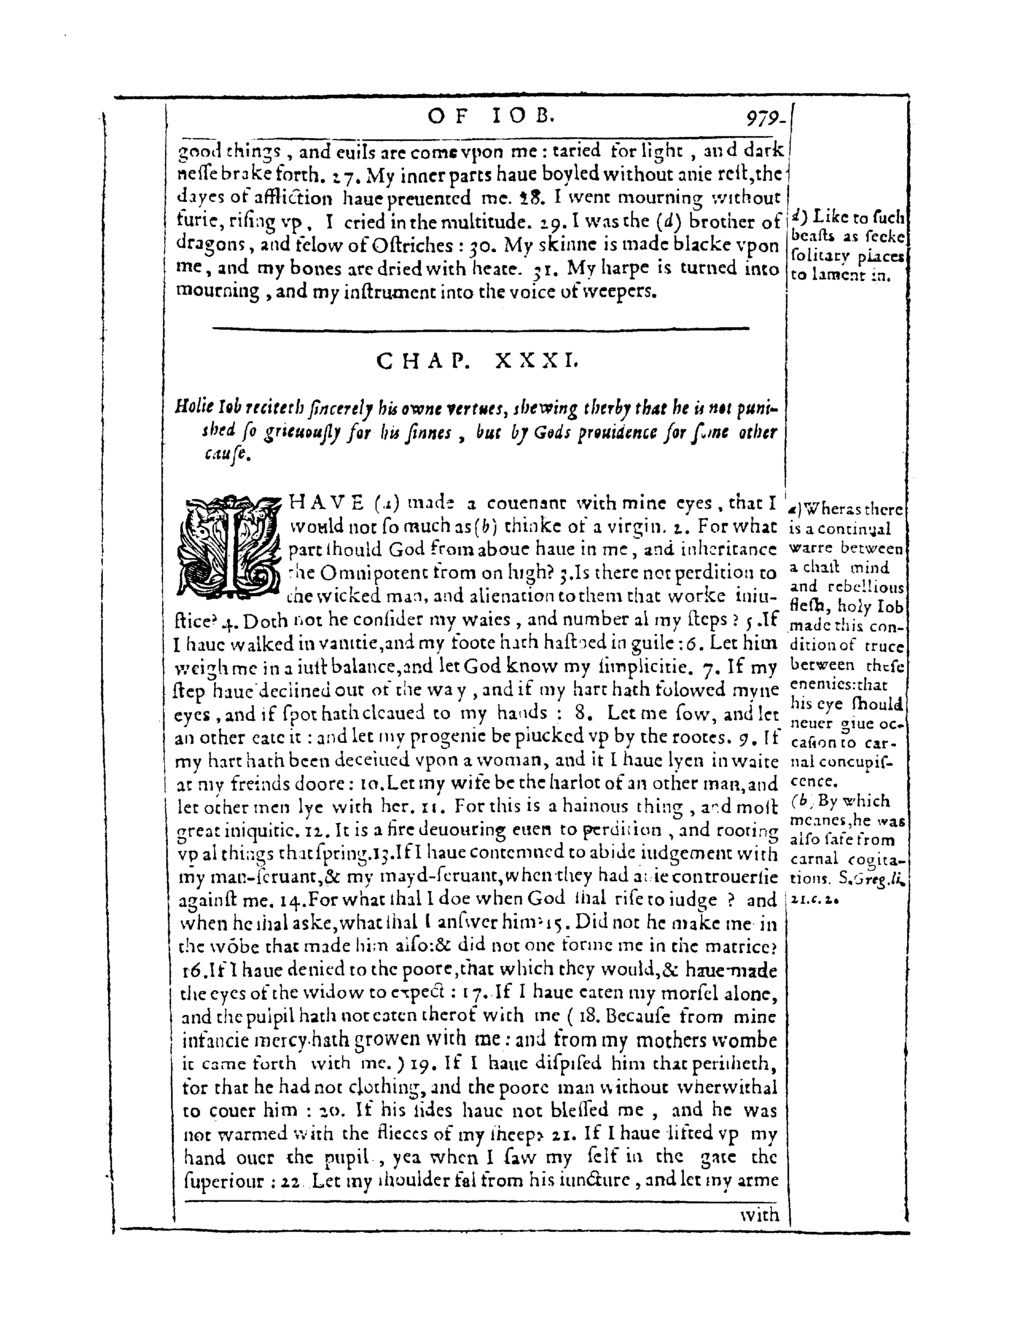 OF IOB. 979
good things, and euils are come vpon me: taried for light, and dark
nesse brake forth. 27. My inner parts haue boyled without anie rest, the
dayes of affliction haue preuented me. 28. I went mourning without
furie, rising vp, I cried in the multitude. 29. I was the (d) brother of
dragons, and felow of Ostriches: 30. My skinne is made blacke vpon
me, and my bones are dried with heate. 31. My harpe is turned into
mourning, and my instrument into the voice of weepers.
d) Like to such
beasts as seeke
solitary places
to lament in.
CHAP. XXXI.
Holie Iob reciteth sincerely his owne vertues, shewing therby that he is not puni-
shed so grieuously for his sinnes, but by Gods prouidence for some other
cause.
I HAVE (a) made a couenant with mine eyes, that I
would not so much as (b) thinke of a virgin. 2. For what
part should God from aboue haue in me, and inheritance
the Omnipotent from on high? 3. Is there not perdition to
the wicked man, and alienation to them that worke iniu-
stice? 4. Doth not he consider my waies, and number al my steps? 5. If
I haue walked in vanitie, and my foote hath hastned in guile: 6. Let him
weigh me in a iust balance, and let God know my simplicitie. 7. If my
step haue declined out of the way, and if my hart hath folowed myne
eyes, and if spot hath cleaued to my hands: 8. Let me sow, and let
an other eate it: and let my progenie be plucked vp by the rootes. 9. If
my hart hath been deceiued vpon a woman, and if I haue lyen in waite
at my freinds doore: 10. Let my wife be the harlot of an other man, and
let other men lye with her. 11. For this is a hainous thing, and most
great iniquitie. 12. It is a fire deuouring euen to perdition, and rooting
vp al things that spring. 13. If I haue contemned to abide iudgement with
my man-seruant, & my mayd-seruant, when they had anie controuersie
against me. 14. For what shal I doe when God shal rise to iudge? and
when he shal aske, what shal I answer him? 15. Did not he make me in
the wōbe that made him also: & did not one forme me in the matrice?
16. If I haue denied to the poore, that which they would, & haue made
the eyes of the widow to expect: 17. If I haue eaten my morsel alone,
and the pulpil hath not eaten therof with me (18. Because from mine
infancie mercy hath growen with me: and from my mothers wombe
it came forth with me.) 19. If I haue dispised him that perisheth,
for that he had not clothing, and the poore man without wherwithal
to couer him: 20. If his sides haue not blessed me, and he was
not warmed with the flieces of my sheep? 21. If I haue lifted vp my
hand ouer the pupil, yea when I saw my self in the gate the
superiour: 22. Let my shoulder fal from his iuncture, and let my arme
with
a) Wheras there
is a continual
warre between
a chast mind
and rebellious
flesh, holy Iob
made this con-
dition of truce
between these
enemies: that
his eye should
neuer giue oc-
casion to car-
nal concupis-
cence.
(b) By which
meanes, he was
also safe from
carnal cogita-
tions. S. Greg. li.
21. c. 2.